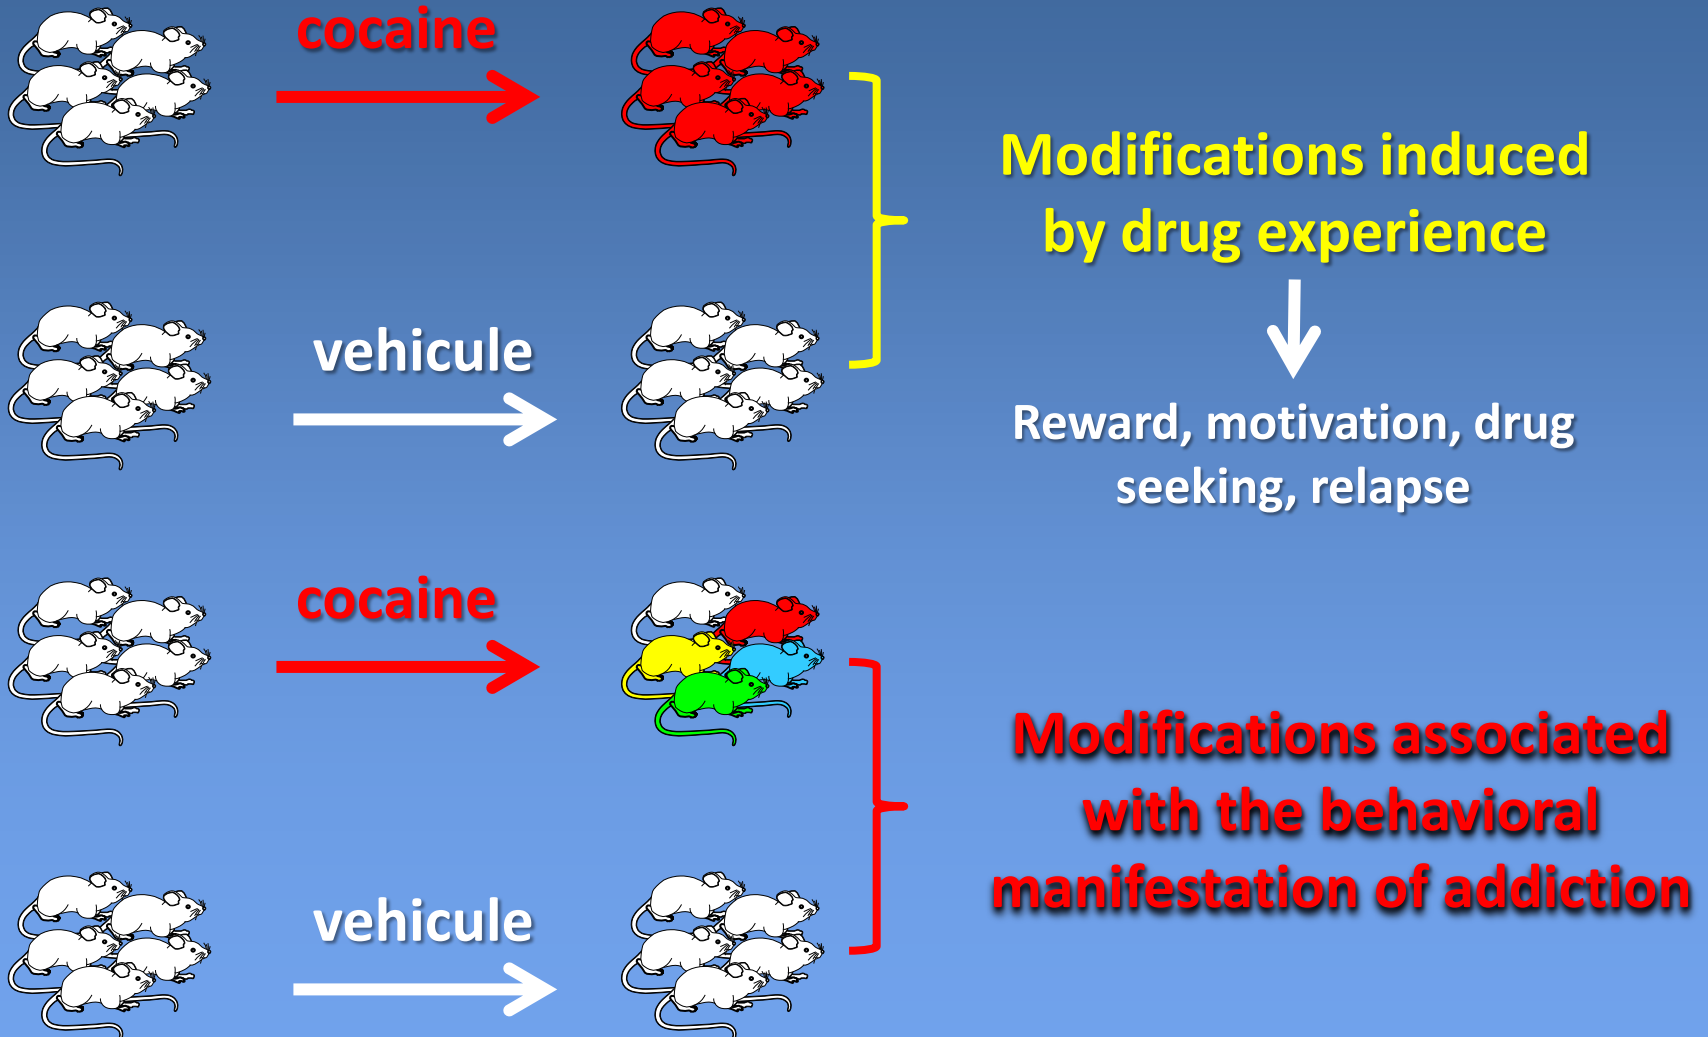 cocaine
Modifications induced
by drug experience
vehicule
Reward, motivation, drug
seeking, relapse
cocaine
Modifications associated
with the behavioral
manifestation of addiction
vehicule